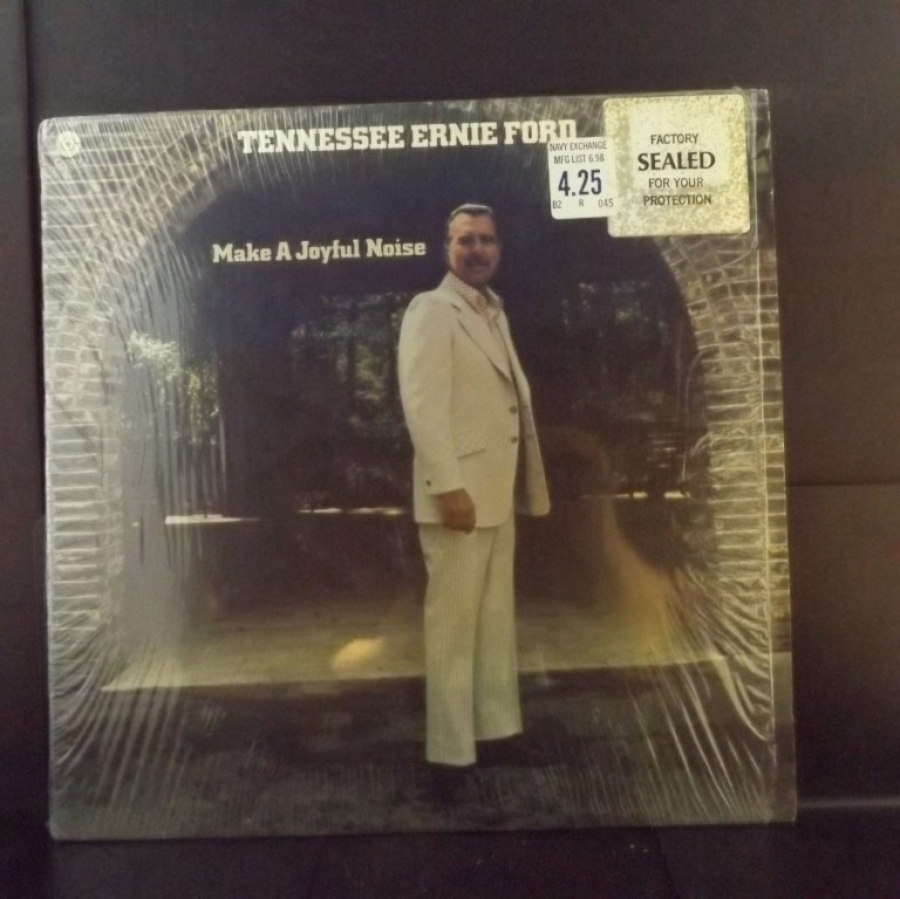 TENNESSEE ERNIE FORD
Make A Joyful Noise
NAVY EXCHANGE
MFG LIST 6.98
4.25
B2 R 045
FACTORY
SEALED
FOR YOUR
PROTECTION